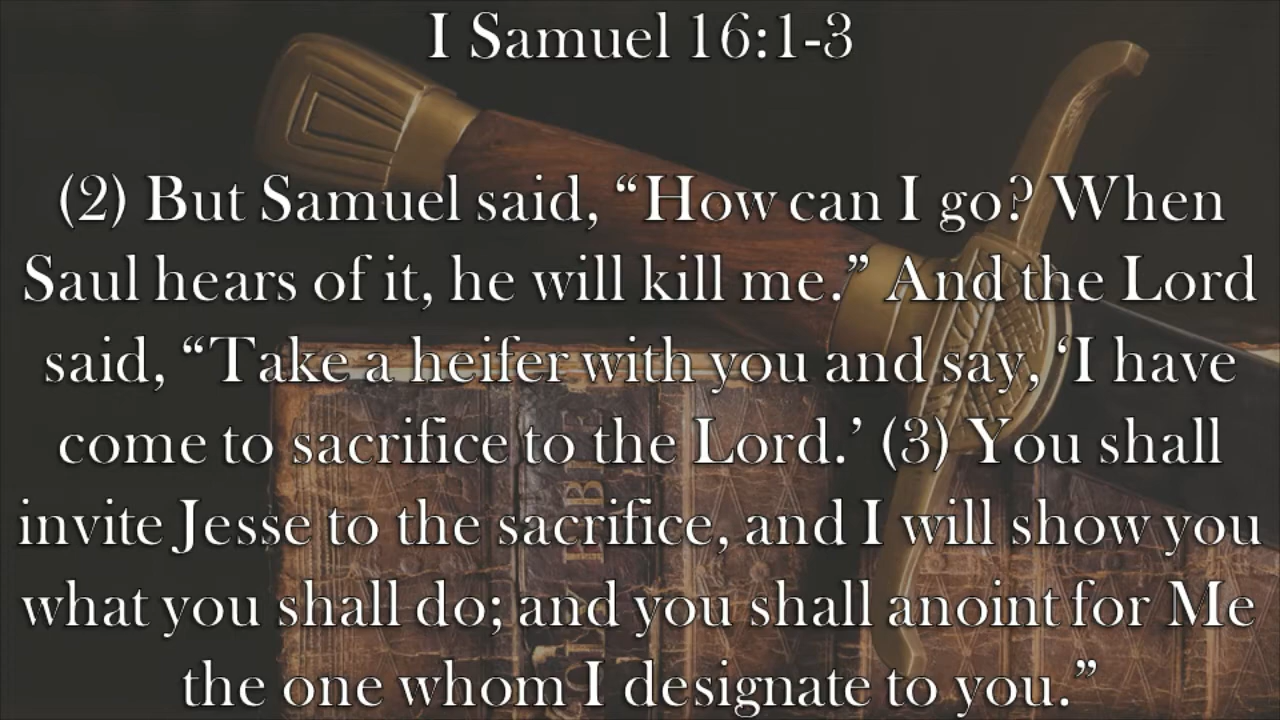 I Samuel 16:1-3
(2) But Samuel said, “How can I go? When
Saul hears of it, he will kill me.” And the Lord
said, “Take a heifer with you and say, ‘I have
come to sacrifice to the Lord.’ (3) You shall
invite Jesse to the sacrifice, and I will show you
what you shall do; and you shall anoint for Me
the one whom I designate to you.”